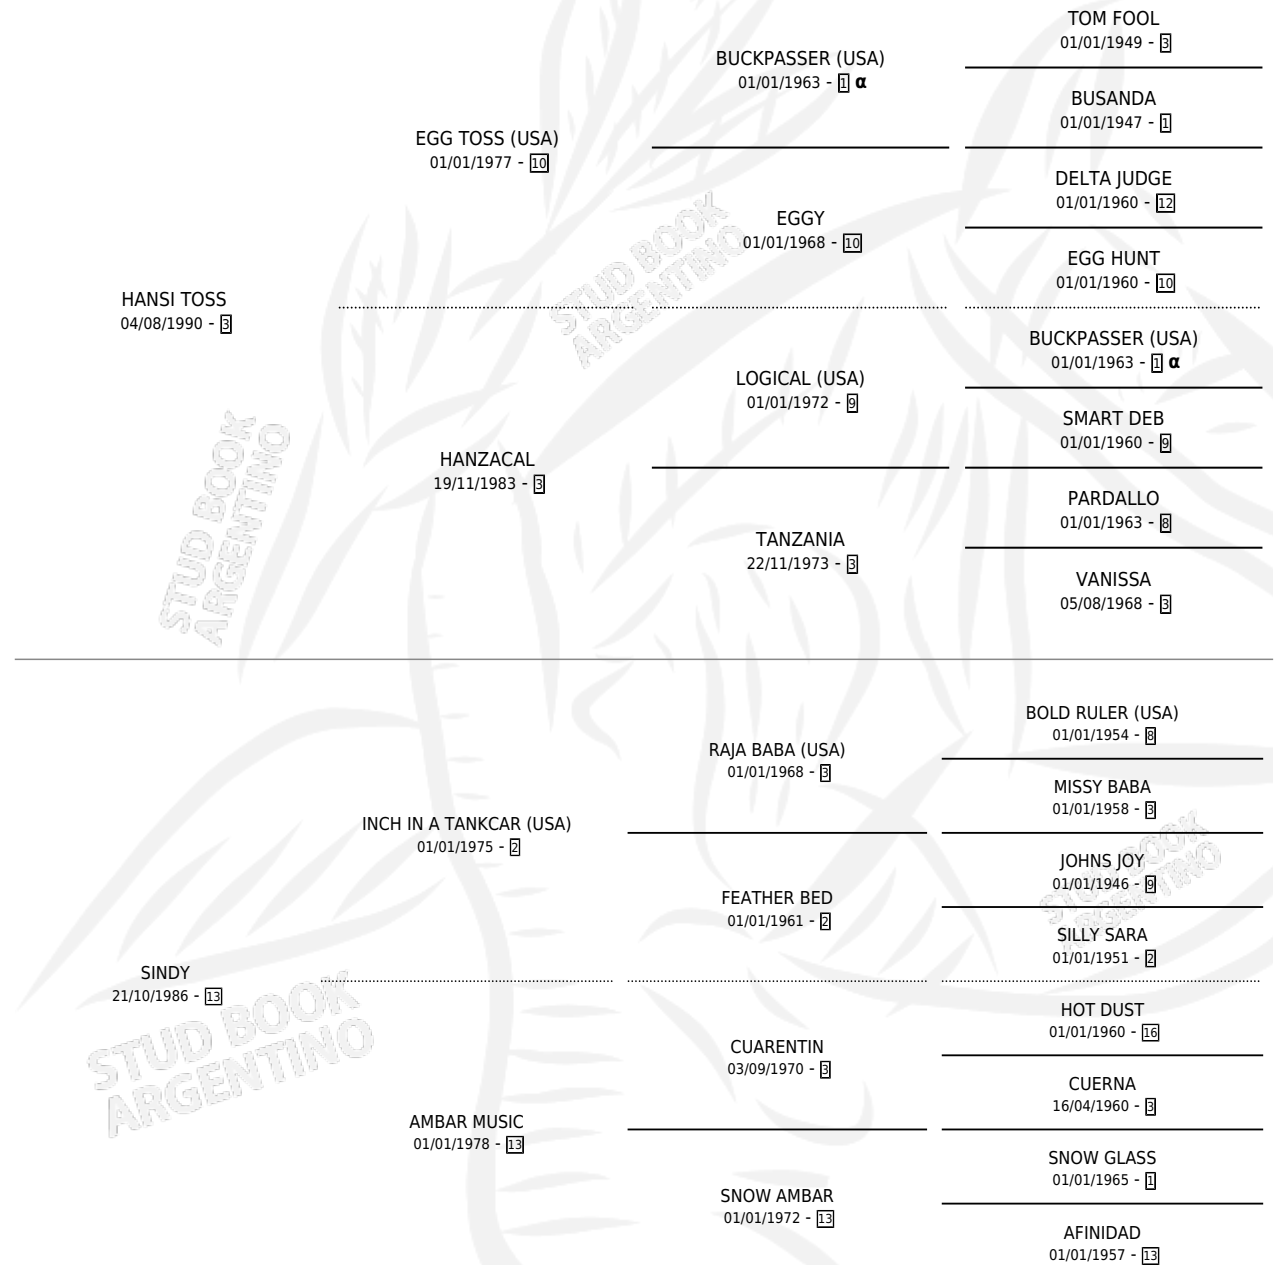 TOM FOOL
01/01/1949 - 3
BUCKPASSER (USA)
01/01/1963 - 1 α
BUSANDA
01/01/1947 - 1
EGG TOSS (USA)
01/01/1977 - 10
DELTA JUDGE
01/01/1960 - 12
EGGY
01/01/1968 - 10
EGG HUNT
01/01/1960 - 10
HANSI TOSS
04/08/1990 - 3
BUCKPASSER (USA)
01/01/1963 - 1 α
LOGICAL (USA)
01/01/1972 - 9
SMART DEB
01/01/1960 - 9
HANZACAL
19/11/1983 - 3
PARDALLO
01/01/1963 - 8
TANZANIA
22/11/1973 - 3
VANISSA
05/08/1968 - 3
BOLD RULER (USA)
01/01/1954 - 8
RAJA BABA (USA)
01/01/1968 - 3
MISSY BABA
01/01/1958 - 3
INCH IN A TANKCAR (USA)
01/01/1975 - 2
JOHNS JOY
01/01/1946 - 9
FEATHER BED
01/01/1961 - 2
SILLY SARA
01/01/1951 - 2
SINDY
21/10/1986 - 13
HOT DUST
01/01/1960 - 16
CUARENTIN
03/09/1970 - 3
CUERNA
16/04/1960 - 3
AMBAR MUSIC
01/01/1978 - 13
SNOW GLASS
01/01/1965 - 1
SNOW AMBAR
01/01/1972 - 13
AFINIDAD
01/01/1957 - 13
STUD BOOK
ARGENTINO
STUD BOOK
ARGENTINO
STUD BOOK
ARGENTINO
STUD BOOK
ARGENTINO